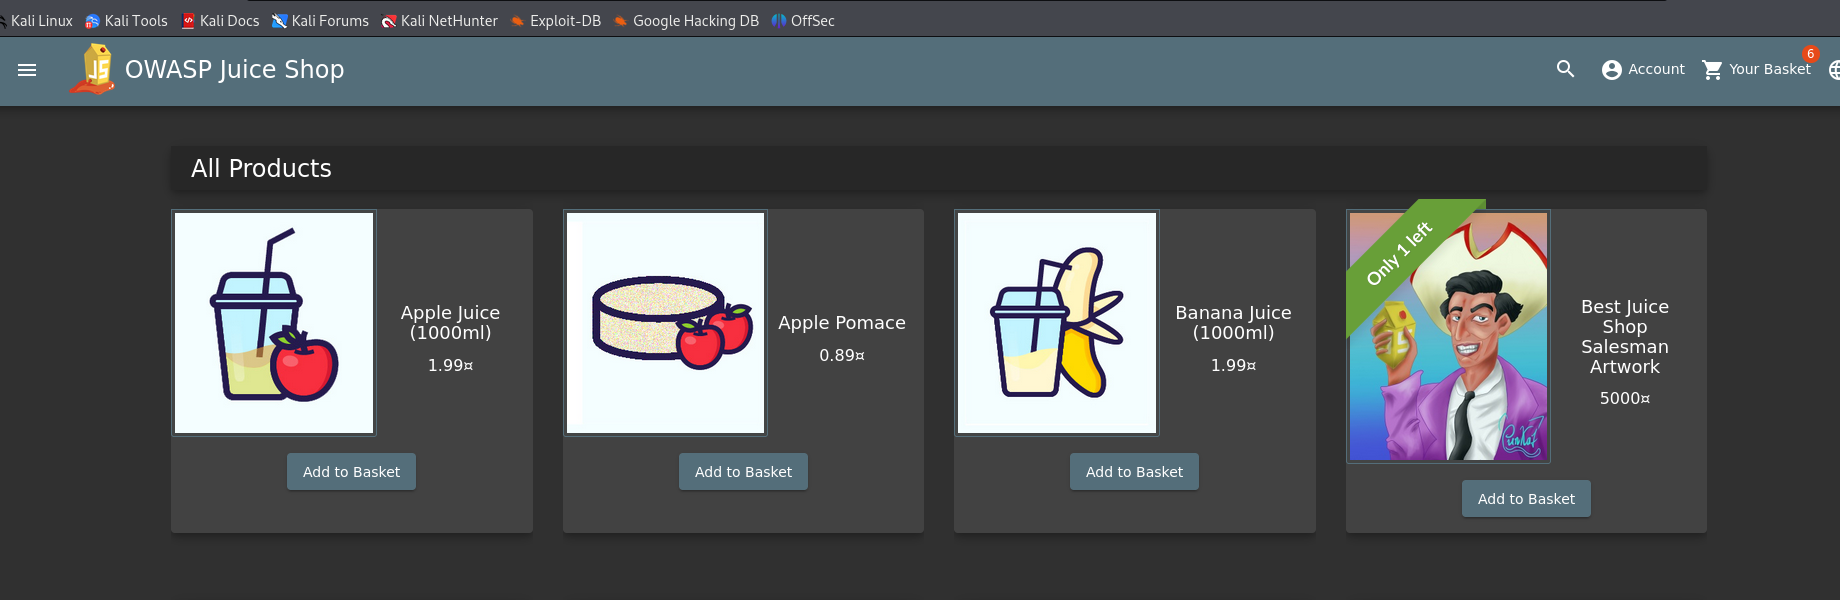 Kali Linux Kali Tools Kali Docs Kali Forums Kali NetHunter Exploit-DB Google Hacking DB OffSec
JS OWASP Juice Shop Account Your Basket 6
All Products
Only 1 left
Apple Juice
(1000ml)
1.99¤
Add to Basket
Apple Pomace
0.89¤
Add to Basket
Banana Juice
(1000ml)
1.99¤
Add to Basket
Best Juice
Shop
Salesman
Artwork
5000¤
Add to Basket